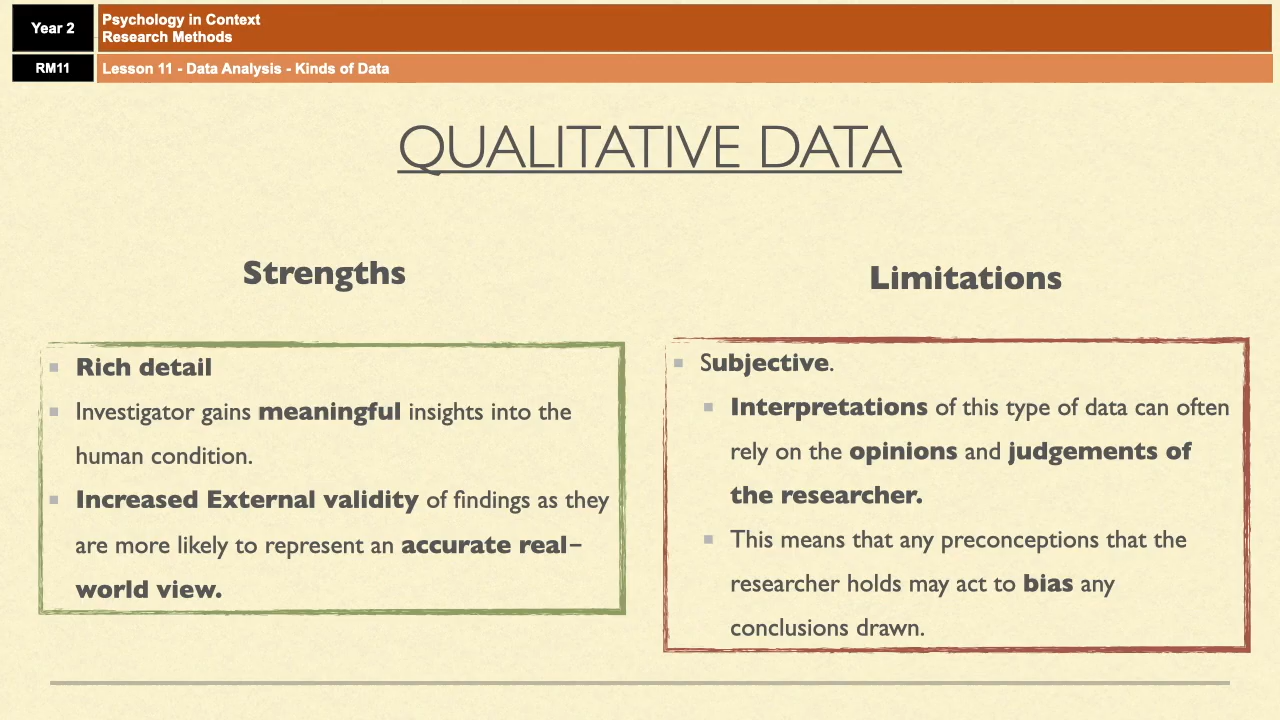 Year 2
Psychology in Context
Research Methods
RM11
Lesson 11 - Data Analysis - Kinds of Data
QUALITATIVE DATA
Strengths
Rich detail
Investigator gains meaningful insights into the
human condition.
Increased External validity of findings as they
are more likely to represent an accurate real-
world view.
Limitations
Subjective.
Interpretations of this type of data can often
rely on the opinions and judgements of
the researcher.
This means that any preconceptions that the
researcher holds may act to bias any
conclusions drawn.